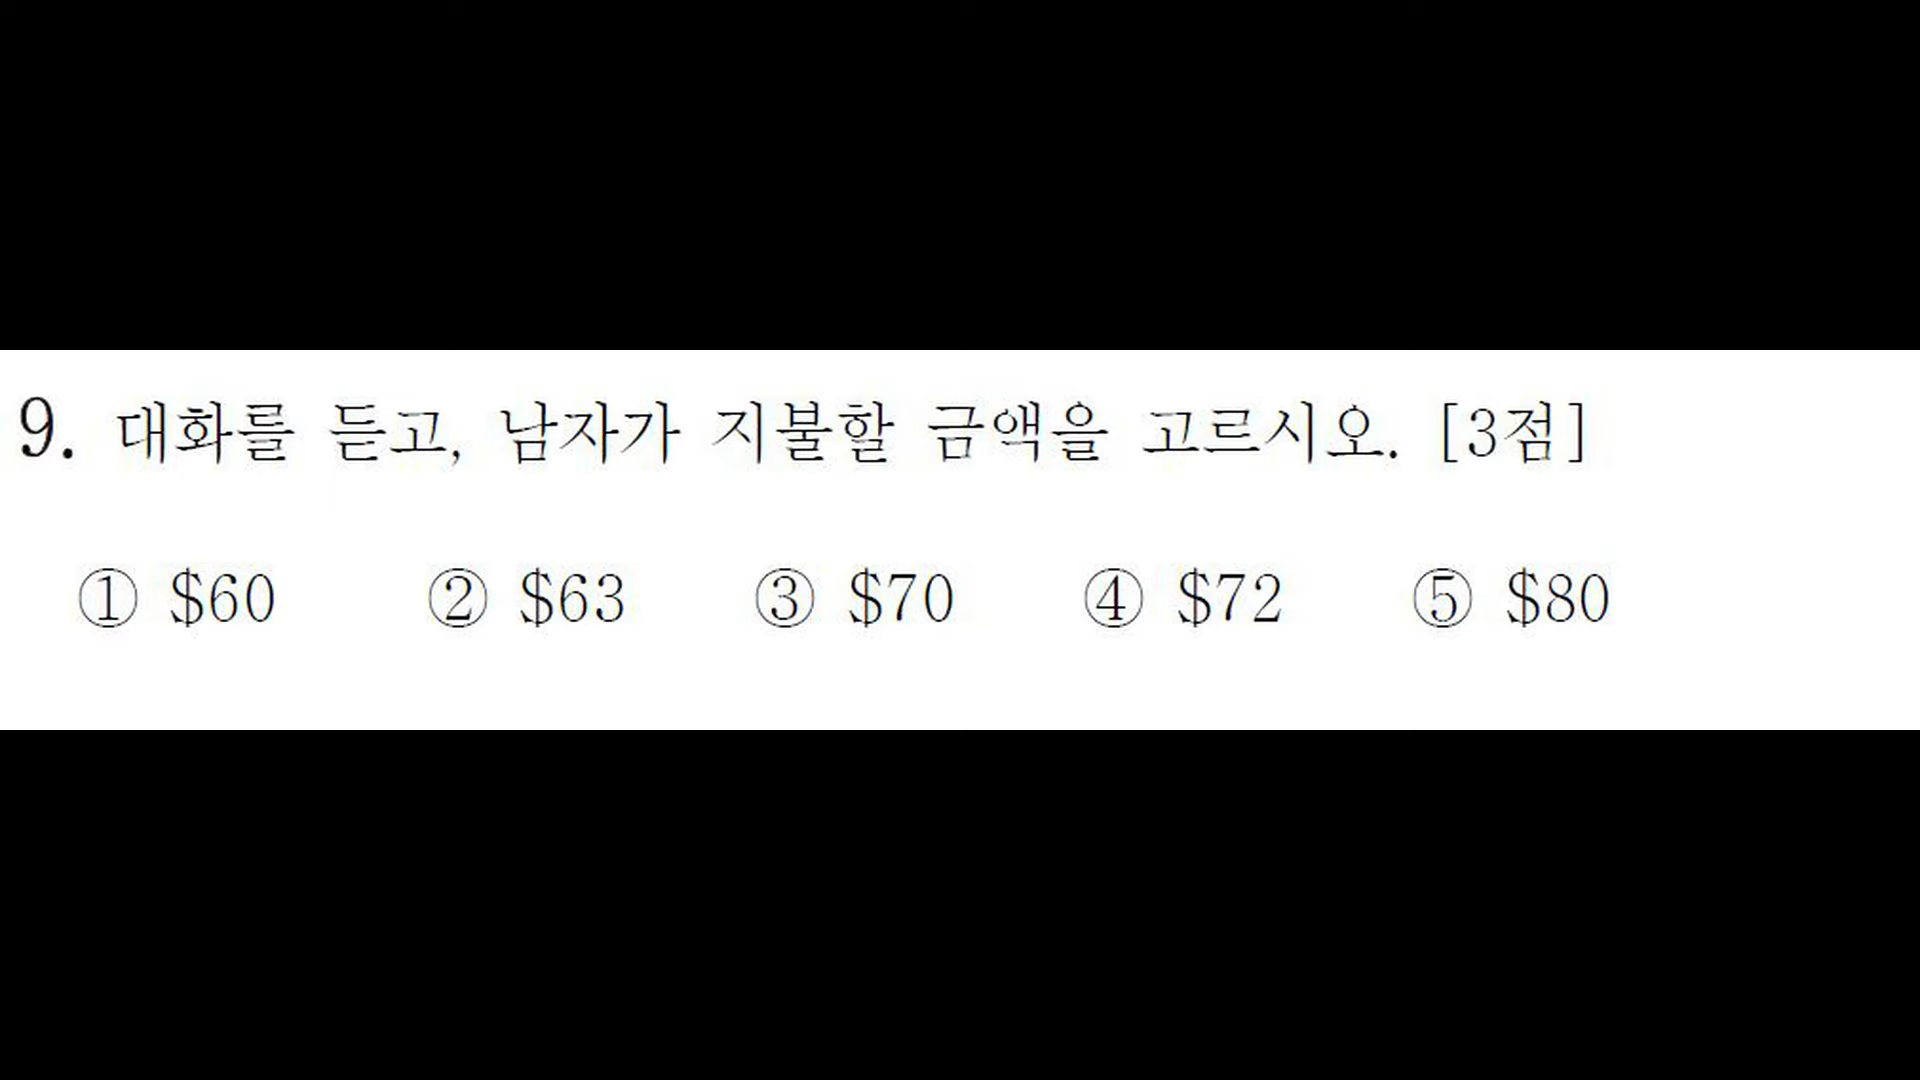 9. 대화를 듣고, 남자가 지불할 금액을 고르시오. [3점]
① $60 ② $63 ③ $70 ④ $72 ⑤ $80